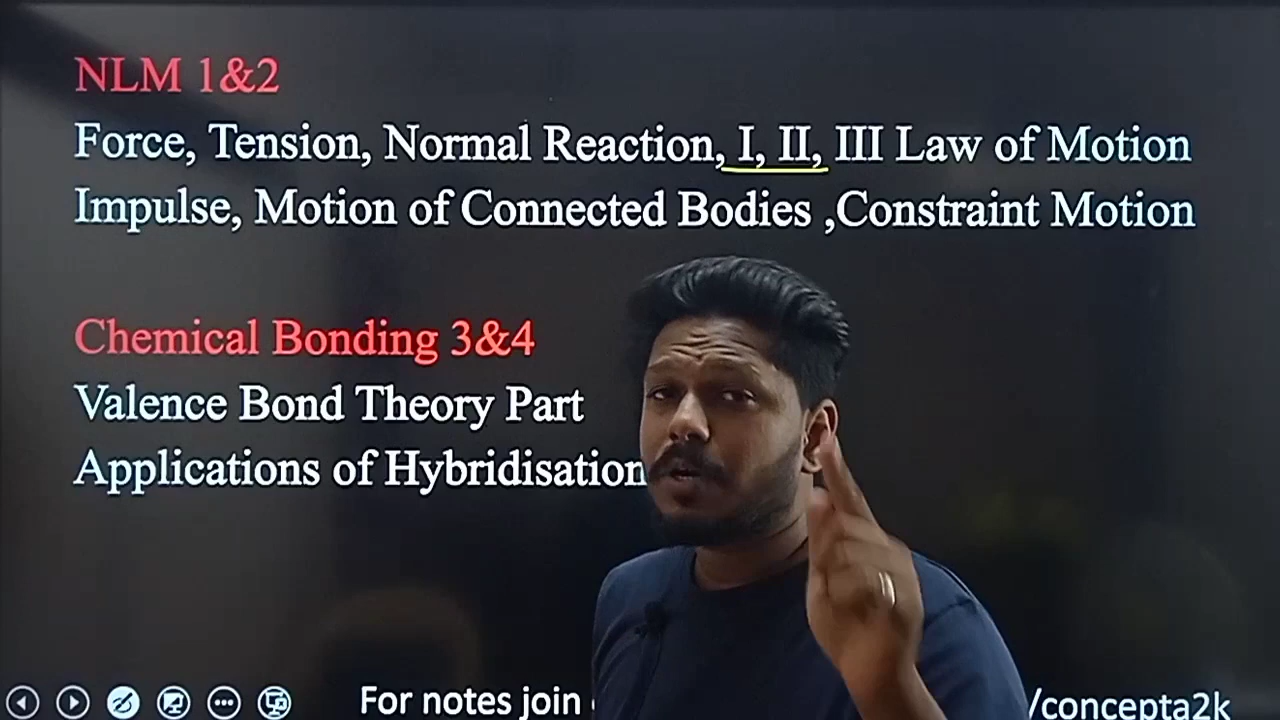 NLM 1&2
Force, Tension, Normal Reaction, I, II, III Law of Motion
Impulse, Motion of Connected Bodies ,Constraint Motion
Chemical Bonding 3&4
Valence Bond Theory Part
Applications of Hybridisation
For notes join /concepta2k